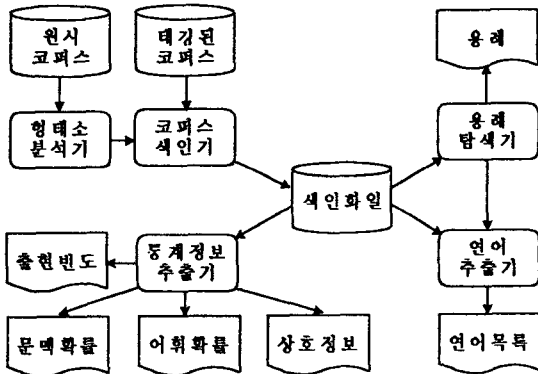 원시
코퍼스
태깅된
코퍼스
용례
형태소
분석기
코퍼스
색인기
용례
탐색기
색인화일
출현빈도
통계정보
추출기
연어
추출기
문맥확률
어휘확률
상호정보
연어목록